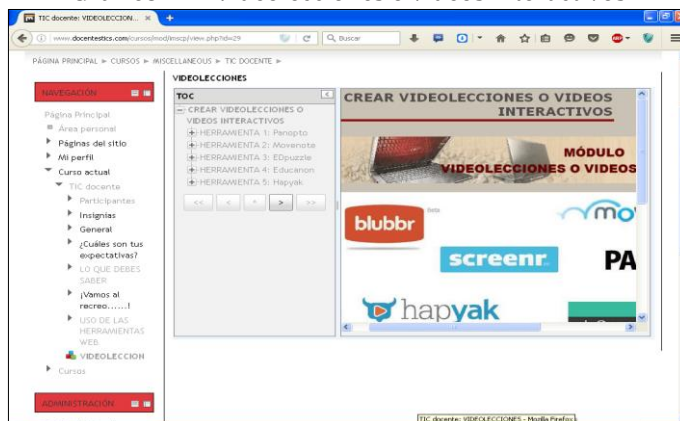 TIC docente: VIDEOLECCION...
www.docentestics.com/cursos/mod/imscp/view.php?id=29
Buscar
PÁGINA PRINCIPAL ► CURSOS ► MISCELLANEOUS ► TIC DOCENTE ►
NAVEGACIÓN
Página Principal
Área personal
Páginas del sitio
Mi perfil
Curso actual
TIC docente
Participantes
Insignias
General
¿Cuáles son tus
expectativas?
LO QUE DEBES
SABER
¡Vamos al
recreo......!
USO DE LAS
HERRAMIENTAS
WEB
VIDEOLECCION
Cursos
ADMINISTRACIÓN
VIDEOLECCIONES
TOC
CREAR VIDEOLECCIONES O
VIDEOS INTERACTIVOS
HERRAMIENTA 1: Panopto
HERRAMIENTA 2: Movenote
HERRAMIENTA 3: EDpuzzle
HERRAMIENTA 4: Educanon
HERRAMIENTA 5: Hapyak
<< < ^ > >>
CREAR VIDEOLECCIONES O VIDEOS
INTERACTIVOS
MÓDULO
VIDEOLECCIONES O VIDEOS
blubbr
beta
mo
screenr
PA
hapyak
TIC docente: VIDEOLECCIONES - Mozilla Firefox